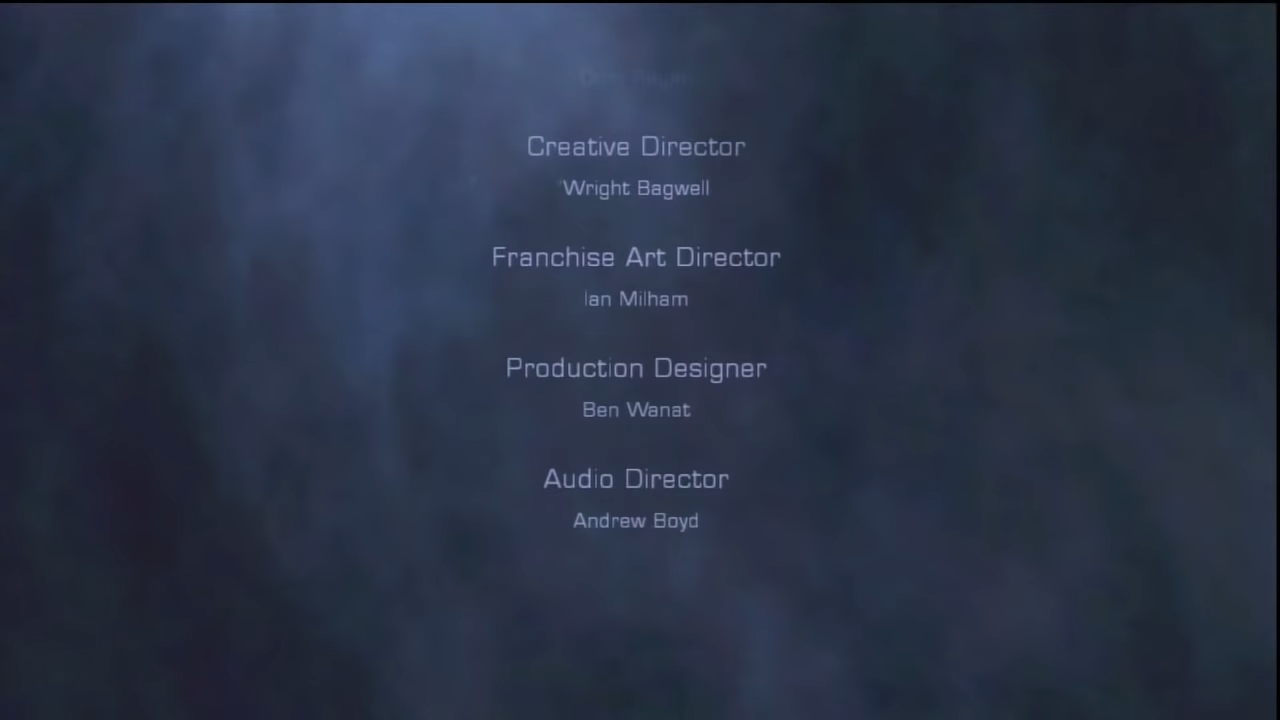 Creative Director
Wright Bagwell
Franchise Art Director
Ian Milham
Production Designer
Ben Wanat
Audio Director
Andrew Boyd